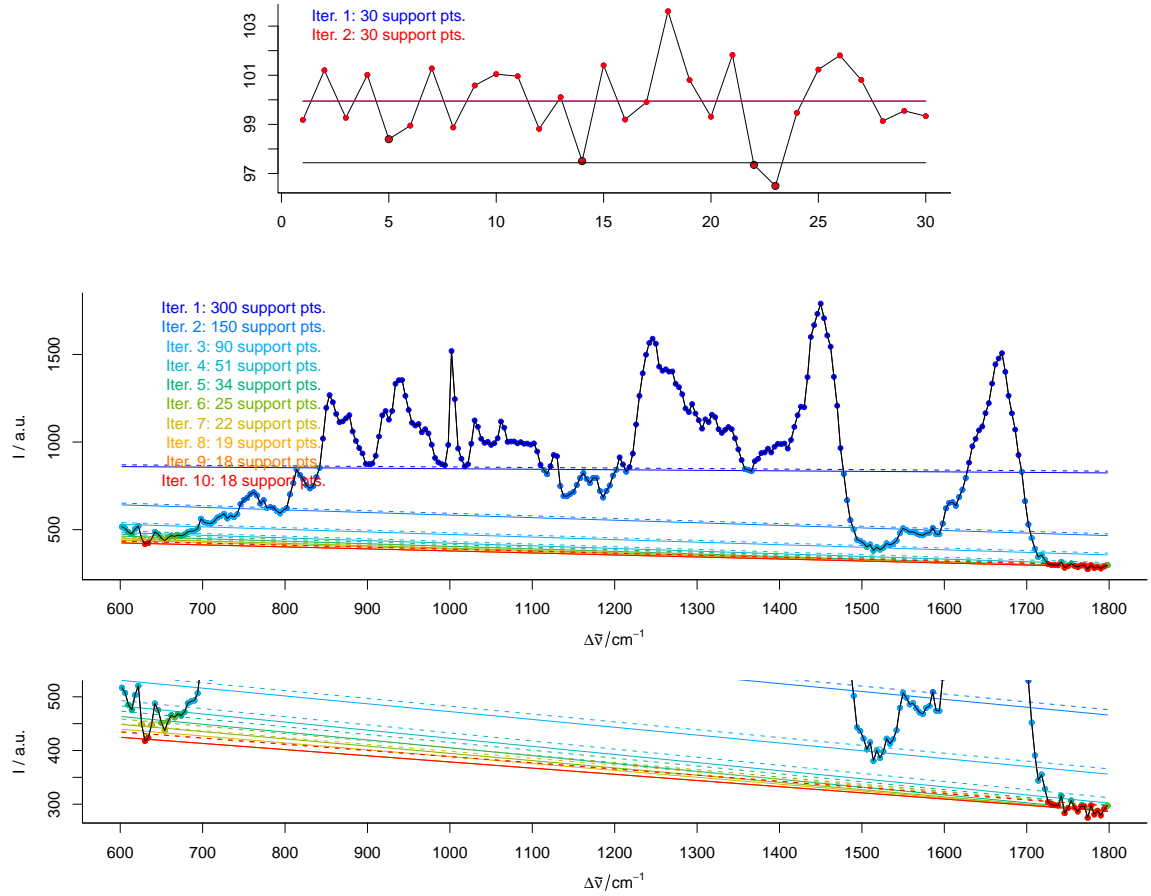 Iter. 1: 30 support pts.
Iter. 2: 30 support pts.
103
101
99
97
0 5 10 15 20 25 30
Iter. 1: 300 support pts.
Iter. 2: 150 support pts.
Iter. 3: 90 support pts.
Iter. 4: 51 support pts.
Iter. 5: 34 support pts.
Iter. 6: 25 support pts.
Iter. 7: 22 support pts.
Iter. 8: 19 support pts.
Iter. 9: 18 support pts.
Iter. 10: 18 support pts.
I / a.u.
1500
1000
500
600 700 800 900 1000 1100 1200 1300 1400 1500 1600 1700 1800
Δν̃/cm⁻¹
I / a.u.
500
400
300
600 700 800 900 1000 1100 1200 1300 1400 1500 1600 1700 1800
Δν̃/cm⁻¹